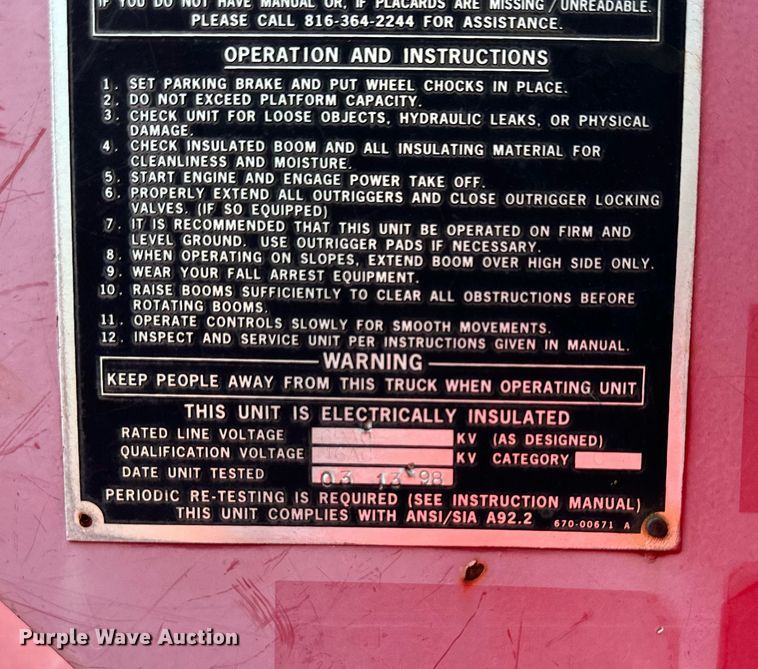 IF YOU DO NOT HAVE MANUAL OR, IF PLACARDS ARE MISSING/UNREADABLE,
PLEASE CALL 816-364-2244 FOR ASSISTANCE.
OPERATION AND INSTRUCTIONS
1. SET PARKING BRAKE AND PUT WHEEL CHOCKS IN PLACE.
2. DO NOT EXCEED PLATFORM CAPACITY.
3. CHECK UNIT FOR LOOSE OBJECTS, HYDRAULIC LEAKS, OR PHYSICAL
DAMAGE.
4. CHECK INSULATED BOOM AND ALL INSULATING MATERIAL FOR
CLEANLINESS AND MOISTURE.
5. START ENGINE AND ENGAGE POWER TAKE OFF.
6. PROPERLY EXTEND ALL OUTRIGGERS AND CLOSE OUTRIGGER LOCKING
VALVES. (IF SO EQUIPPED)
7. IT IS RECOMMENDED THAT THIS UNIT BE OPERATED ON FIRM AND
LEVEL GROUND. USE OUTRIGGER PADS IF NECESSARY.
8. WHEN OPERATING ON SLOPES, EXTEND BOOM OVER HIGH SIDE ONLY.
9. WEAR YOUR FALL ARREST EQUIPMENT.
10. RAISE BOOMS SUFFICIENTLY TO CLEAR ALL OBSTRUCTIONS BEFORE
ROTATING BOOMS.
11. OPERATE CONTROLS SLOWLY FOR SMOOTH MOVEMENTS.
12. INSPECT AND SERVICE UNIT PER INSTRUCTIONS GIVEN IN MANUAL.
WARNING
KEEP PEOPLE AWAY FROM THIS TRUCK WHEN OPERATING UNIT
THIS UNIT IS ELECTRICALLY INSULATED
RATED LINE VOLTAGE KV (AS DESIGNED)
QUALIFICATION VOLTAGE KV CATEGORY
DATE UNIT TESTED 03 13 98
PERIODIC RE-TESTING IS REQUIRED (SEE INSTRUCTION MANUAL)
THIS UNIT COMPLIES WITH ANSI/SIA A92.2 670-00671 A
Purple Wave Auction